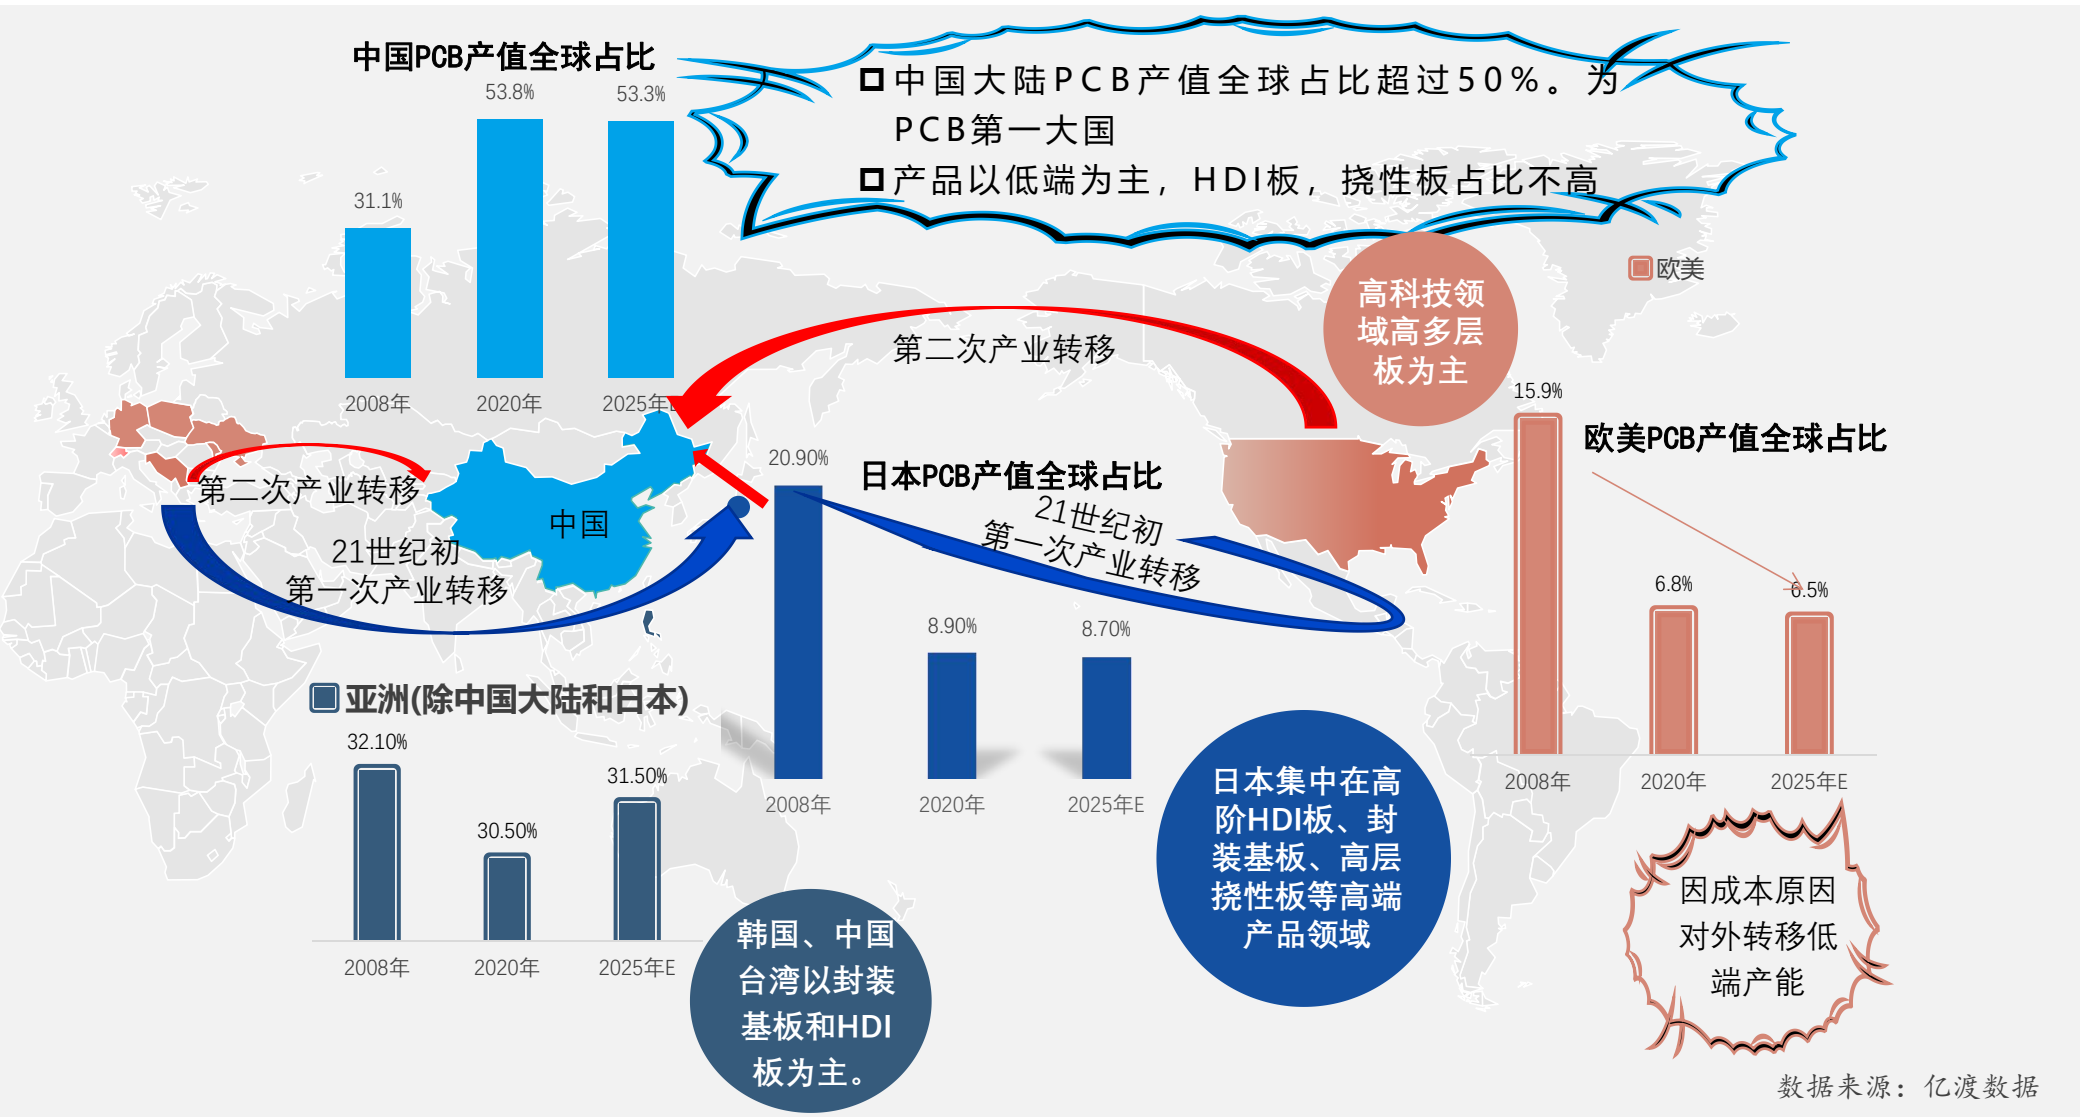 中国PCB产值全球占比
53.8%
53.3%
31.1%
2008年
2020年
2025年E
中国大陆PCB产值全球占比超过50%。为
PCB第一大国
产品以低端为主，HDI板，挠性板占比不高
欧美
高科技领
域高多层
板为主
第二次产业转移
15.9%
欧美PCB产值全球占比
6.8%
6.5%
2008年
2020年
2025年E
第二次产业转移
中国
21世纪初
第一次产业转移
20.90%
日本PCB产值全球占比
21世纪初
第一次产业转移
8.90%
8.70%
2008年
2020年
2025年E
亚洲(除中国大陆和日本)
32.10%
30.50%
31.50%
2008年
2020年
2025年E
日本集中在高
阶HDI板、封
装基板、高层
挠性板等高端
产品领域
韩国、中国
台湾以封装
基板和HDI
板为主。
因成本原因
对外转移低
端产能
数据来源：亿渡数据